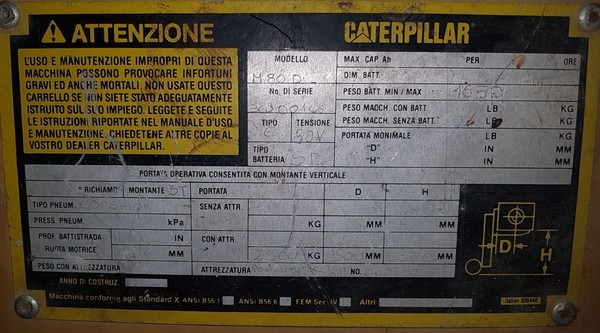 ATTENZIONE
L'USO E MANUTENZIONE IMPROPRI DI QUESTA
MACCHINA POSSONO PROVOCARE INFORTUNI
GRAVI ED ANCHE MORTALI. NON USATE QUESTO
CARRELLO SE NON SIETE STATO ADEGUATAMENTE
ISTRUITO SUL SUO IMPIEGO. LEGGETE E SEGUITE
LE ISTRUZIONI RIPORTATE NEL MANUALE D'USO
E MANUTENZIONE, CHIEDETENE ALTRE COPIE AL
VOSTRO DEALER CATERPILLAR.
CATERPILLAR
MODELLO
M 80 D
N. DI SERIE
TIPO TENSIONE
80V
TIPO
BATTERIA
MAX CAP. Ah PER ORE
DIM. BATT.
PESO BATT. MIN / MAX KG
PESO MACCH. CON BATT. LB KG
PESO MACCH. SENZA BATT. LB KG
PORTATA MINIMALE LB KG
"D" IN MM
"H" IN MM
PORTATA OPERATIVA CONSENTITA CON MONTANTE VERTICALE
RICHIAMO MONTANTE ST PORTATA D H
TIPO PNEUM. SENZA ATTR.
PRESS. PNEUM. kPa KG MM MM
PROF. BATTISTRADA IN CON ATTR.
RUOTA MOTRICE MM KG MM MM
PESO CON ATTREZZATURA ATTREZZATURA NO.
ANNO DI COSTRUZ
Macchina conforme agli Standard X ANSI B56.1 ANSI B56.6 FEM Sec. IV Altri
D
H